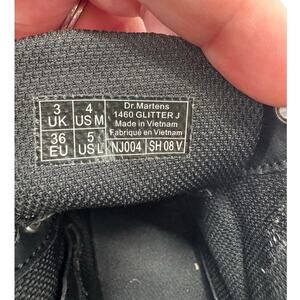 3 UK
4 US M
36 EU
5 US L
Dr.Martens
1460 GLITTER J
Made in Vietnam
Fabriqué en Vietnam
NJ004
SH 08 V